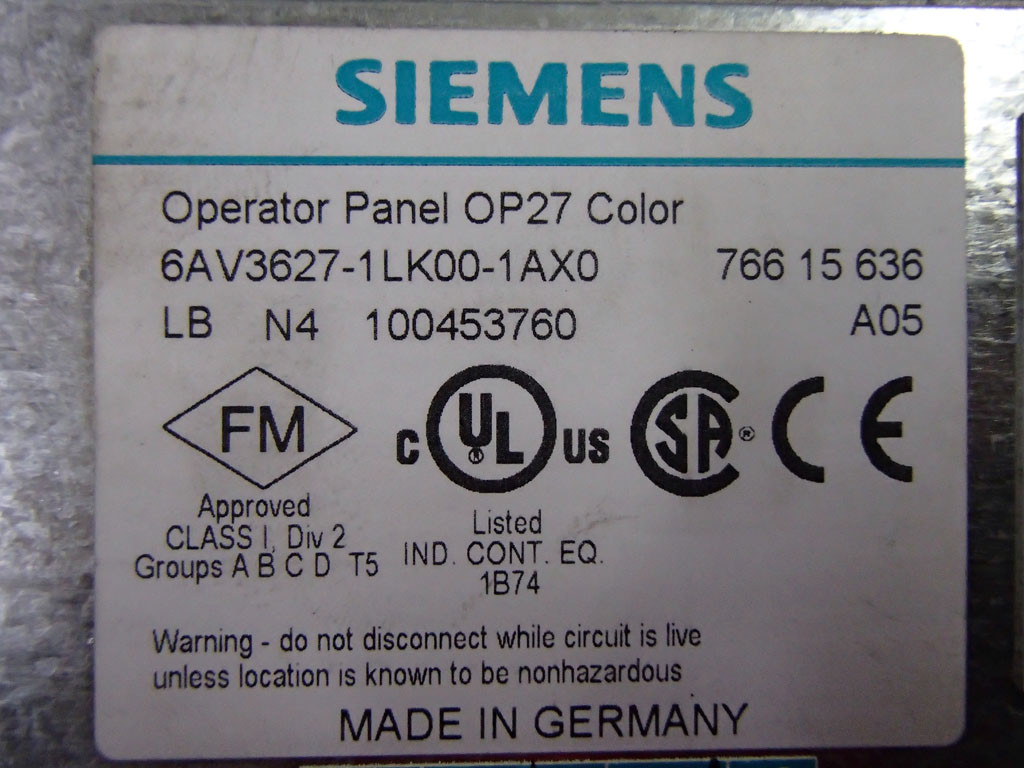 SIEMENS
Operator Panel OP27 Color
6AV3627-1LK00-1AX0 766 15 636
LB N4 100453760 A05
FM C UL US SA ® CE
Approved
CLASS I, Div 2
Groups A B C D T5
Listed
IND. CONT. EQ.
1B74
Warning - do not disconnect while circuit is live
unless location is known to be nonhazardous
MADE IN GERMANY